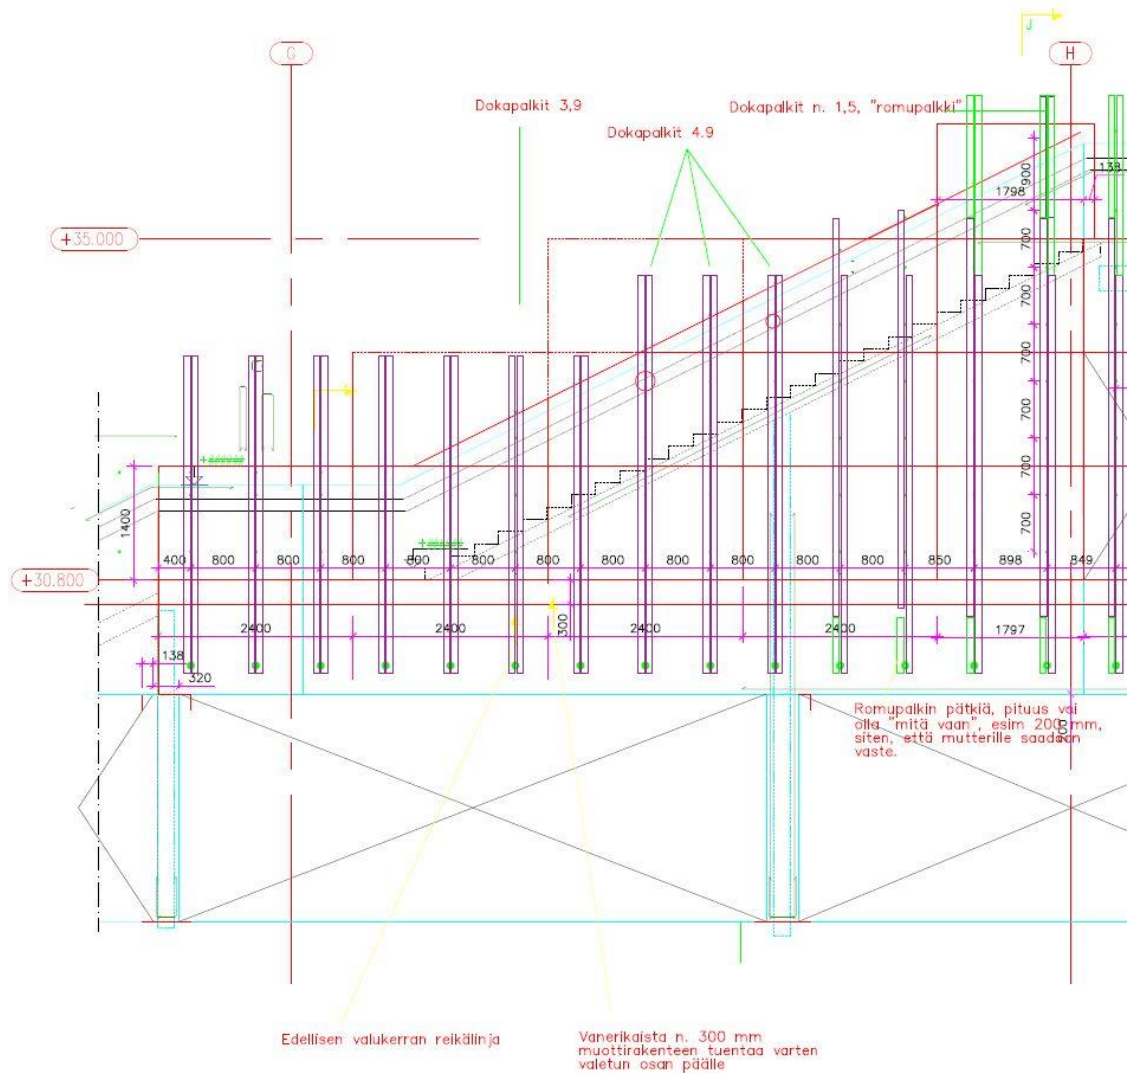 J
G
H
Dokapalkit 3,9
Dokapalkit n. 1,5, "romupalkki"
Dokapalkit 4.9
900
138
1798
+35.000
700
700
700
700
700
700
700
1400
400
800
800
800
800
800
800
800
800
800
800
800
850
898
849
+30.800
2400
2400
300
2400
2400
1797
138
320
Romupalkin pätkiä, pituus voi
olla "mitä vaan", esim 200 mm,
siten, että mutterille saadaan
vaste.
Edellisen valukerran reikälinja
Vanerikaista n. 300 mm
muottirakenteen tuentaa varten
valetun osan päälle